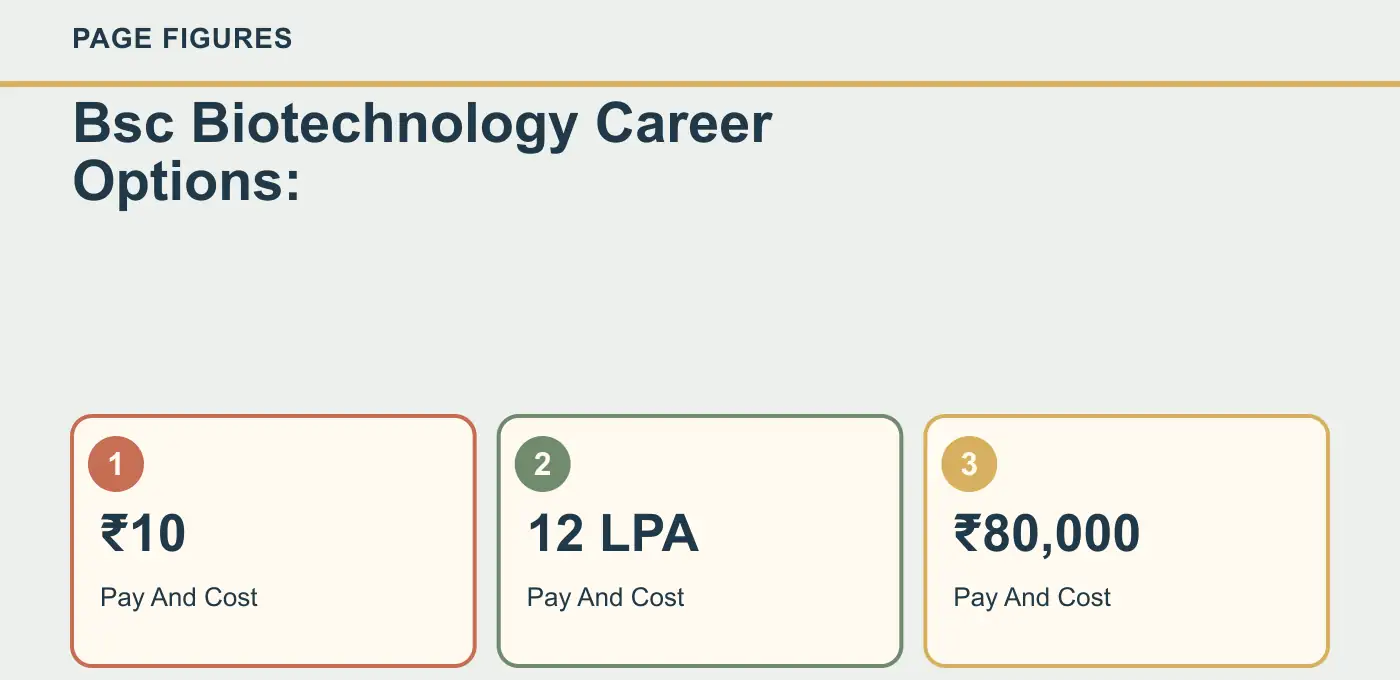 PAGE FIGURES
Bsc Biotechnology Career
Options:
1
₹10
Pay And Cost
2
12 LPA
Pay And Cost
3
₹80,000
Pay And Cost